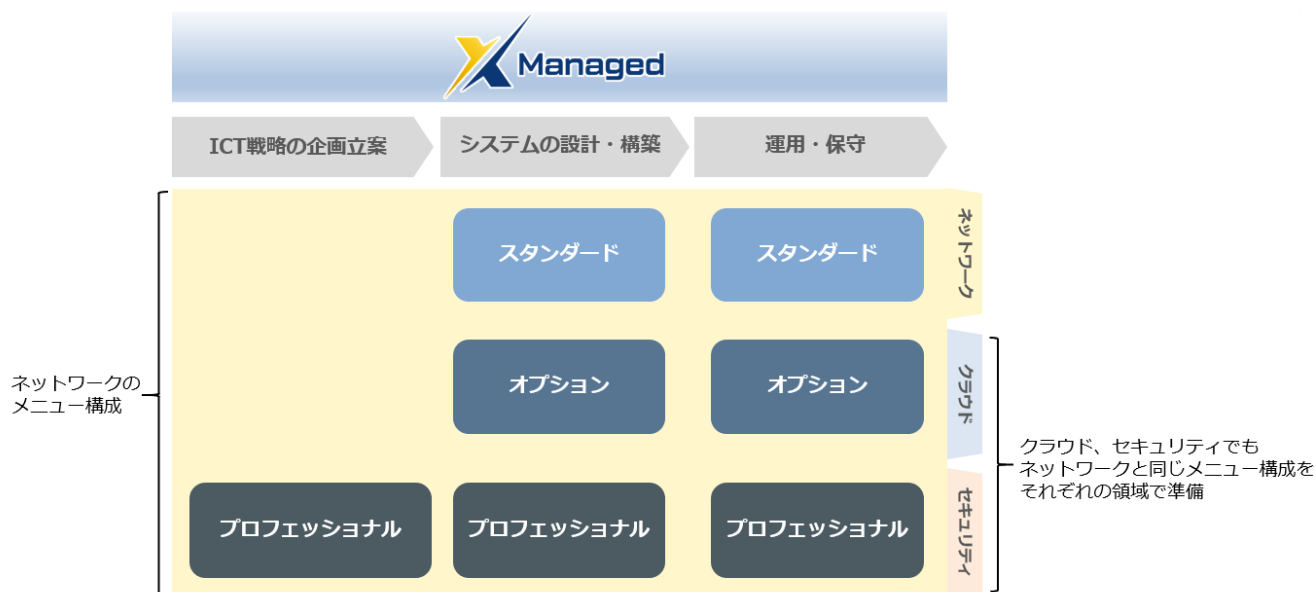 X Managed
ICT戦略の企画立案
システムの設計・構築
運用・保守
スタンダード
スタンダード
ネットワーク
オプション
オプション
クラウド
ネットワークの
メニュー構成
クラウド、セキュリティでも
ネットワークと同じメニュー構成を
それぞれの領域で準備
プロフェッショナル
プロフェッショナル
プロフェッショナル
セキュリティ